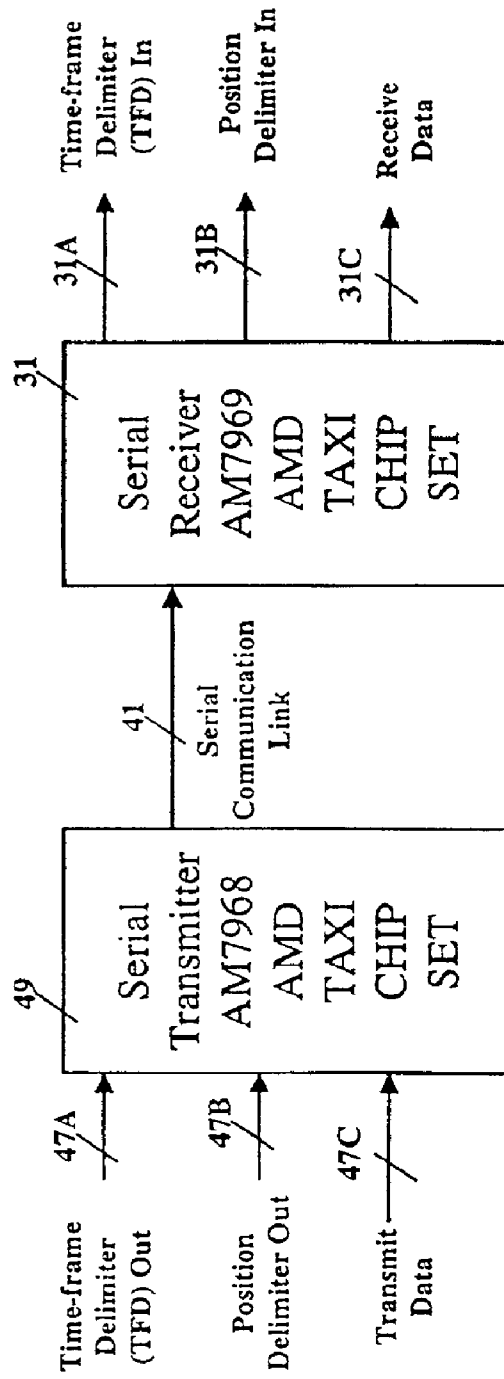 Time-frame
Delimiter
(TFD) Out
47A
Position
Delimiter Out
47B
Transmit
Data
47C
49
Serial
Transmitter
AM7968
AMD
TAXI
CHIP
SET
41
Serial
Communication
Link
31
Serial
Receiver
AM7969
AMD
TAXI
CHIP
SET
31A
Time-frame
Delimiter
(TFD) In
31B
Position
Delimiter In
31C
Receive
Data